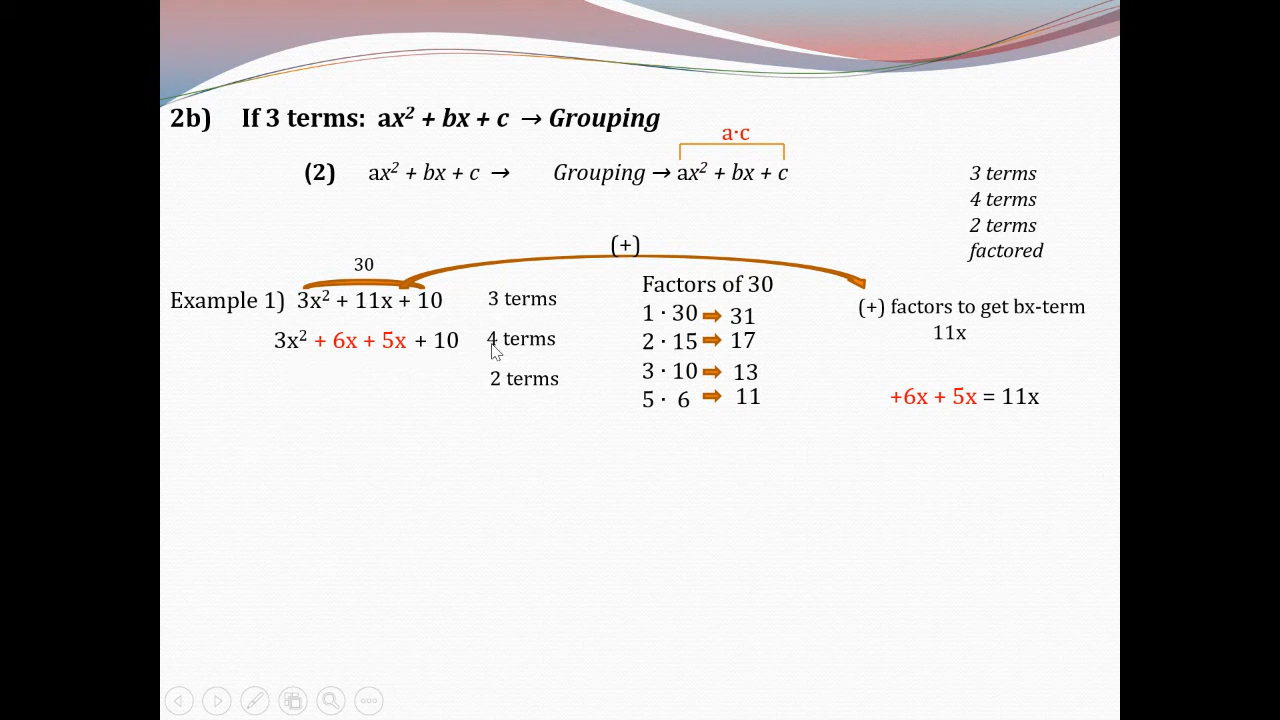 2b) If 3 terms: ax² + bx + c → Grouping
a·c
(2) ax² + bx + c → Grouping → ax² + bx + c
3 terms
4 terms
2 terms
factored
(+)
30
Example 1) 3x² + 11x + 10 3 terms
3x² + 6x + 5x + 10 4 terms
2 terms
Factors of 30
1 · 30 31
2 · 15 17
3 · 10 13
5 · 6 11
(+) factors to get bx-term
11x
+6x + 5x = 11x